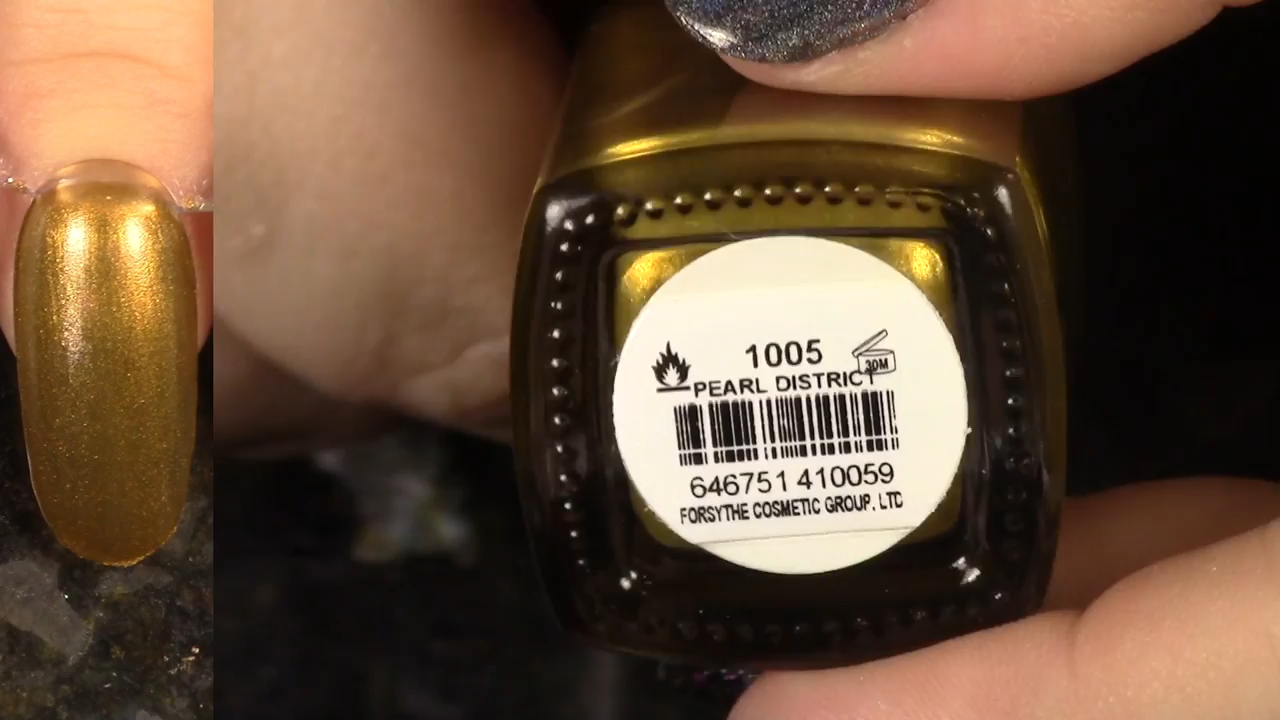 1005
30M
PEARL DISTRICT
646751 410059
FORSYTHE COSMETIC GROUP, LTD